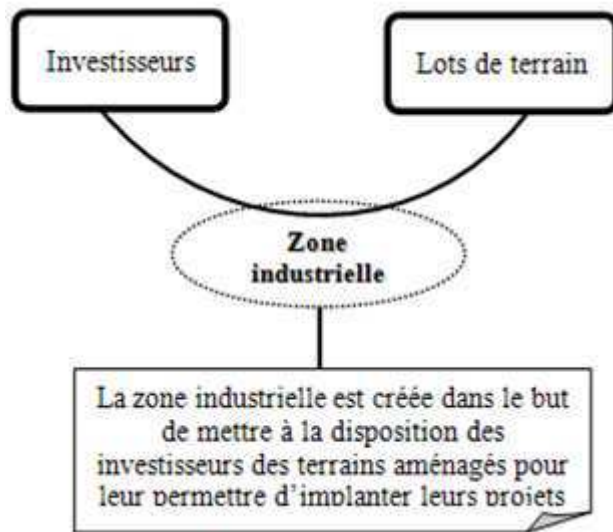 Investisseurs
Lots de terrain
Zone
industrielle
La zone industrielle est créée dans le but
de mettre à la disposition des
investisseurs des terrains aménagés pour
leur permettre d'implanter leurs projets